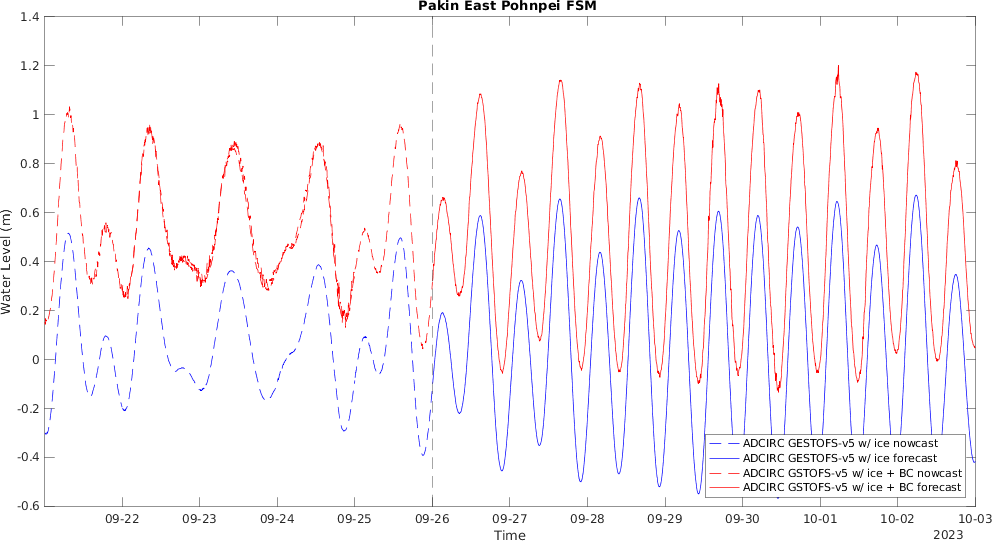 Pakin East Pohnpei FSM
1.4
1.2
1
0.8
0.6
0.4
0.2
0
-0.2
-0.4
-0.6
Water Level (m)
ADCIRC GESTOFS-v5 w/ ice nowcast
ADCIRC GESTOFS-v5 w/ ice forecast
ADCIRC GSTOFS-v5 w/ ice + BC nowcast
ADCIRC GSTOFS-v5 w/ ice + BC forecast
09-22 09-23 09-24 09-25 09-26 09-27 09-28 09-29 09-30 10-01 10-02 10-03
Time
2023